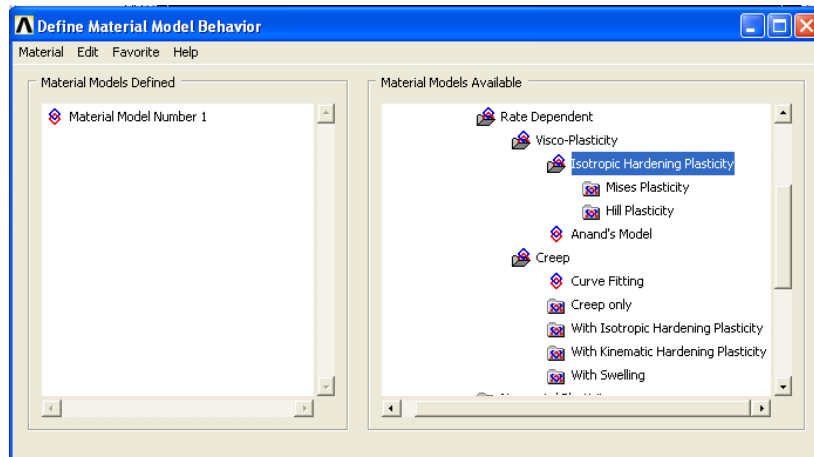 Define Material Model Behavior
Material Edit Favorite Help
Material Models Defined
Material Model Number 1
Material Models Available
Rate Dependent
Visco-Plasticity
Isotropic Hardening Plasticity
Mises Plasticity
Hill Plasticity
Anand's Model
Creep
Curve Fitting
Creep only
With Isotropic Hardening Plasticity
With Kinematic Hardening Plasticity
With Swelling